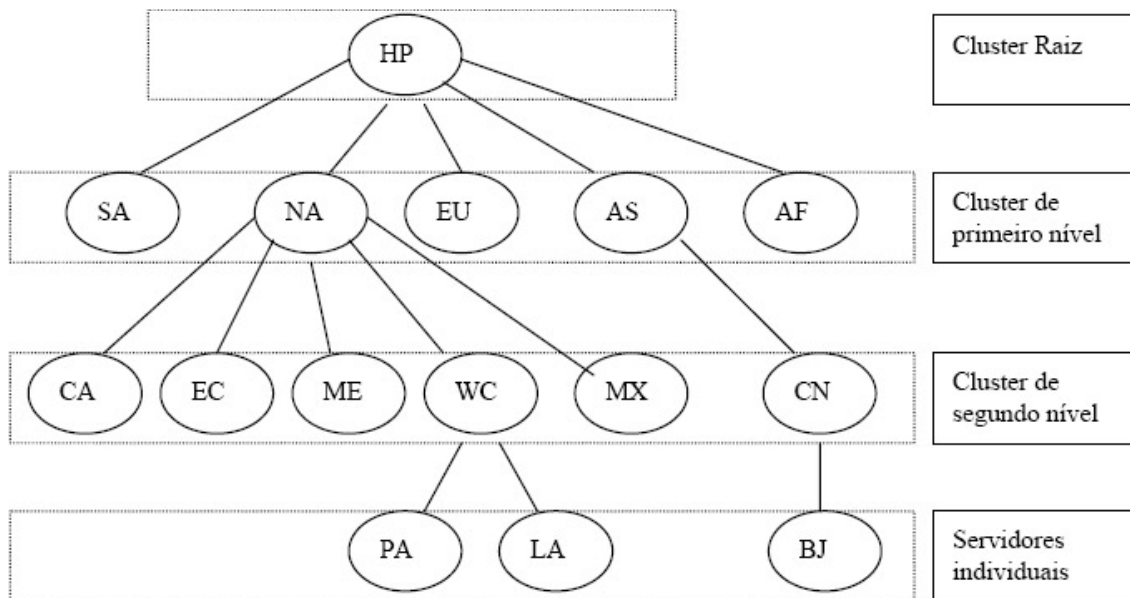 HP
Cluster Raiz
SA NA EU AS AF
Cluster de
primeiro nível
CA EC ME WC MX CN
Cluster de
segundo nível
PA LA BJ
Servidores
individuais